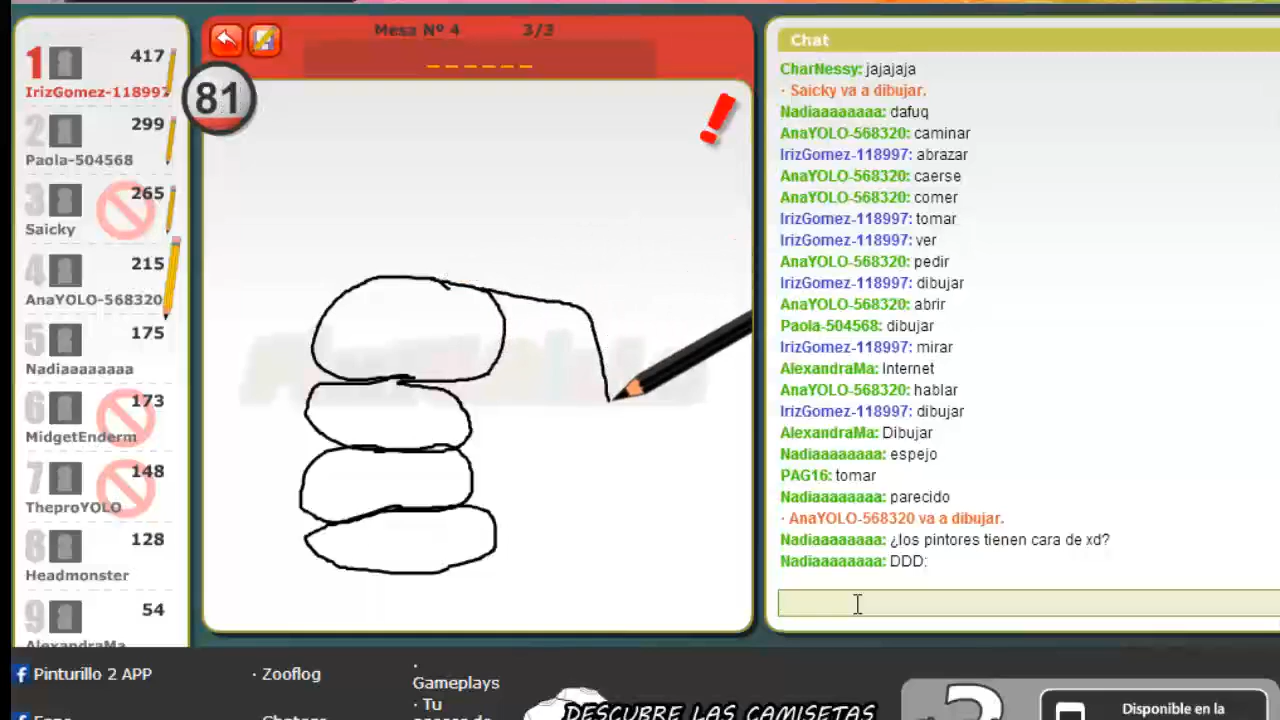 1 417
IrizGomez-118997
2 299
Paola-504568
3 265
Saicky
4 215
AnaYOLO-568320
5 175
Nadiaaaaaaaa
6 173
MidgetEnderm
7 148
TheproYOLO
8 128
Headmonster
9 54
AlexandraMa
Mesa Nº 4 3/3
_ _ _ _ _ _
81
!
Chat
CharNessy: jajajaja
· Saicky va a dibujar.
Nadiaaaaaaaa: dafuq
AnaYOLO-568320: caminar
IrizGomez-118997: abrazar
AnaYOLO-568320: caerse
AnaYOLO-568320: comer
IrizGomez-118997: tomar
IrizGomez-118997: ver
AnaYOLO-568320: pedir
IrizGomez-118997: dibujar
AnaYOLO-568320: abrir
Paola-504568: dibujar
IrizGomez-118997: mirar
AlexandraMa: Internet
AnaYOLO-568320: hablar
IrizGomez-118997: dibujar
AlexandraMa: Dibujar
Nadiaaaaaaaa: espejo
PAG16: tomar
Nadiaaaaaaaa: parecido
· AnaYOLO-568320 va a dibujar.
Nadiaaaaaaaa: ¿los pintores tienen cara de xd?
Nadiaaaaaaaa: DDD:
Pinturillo 2 APP
· Zooflog
· Gameplays
· Tu
DESCUBRE LAS CAMISETAS
2
Disponible en la